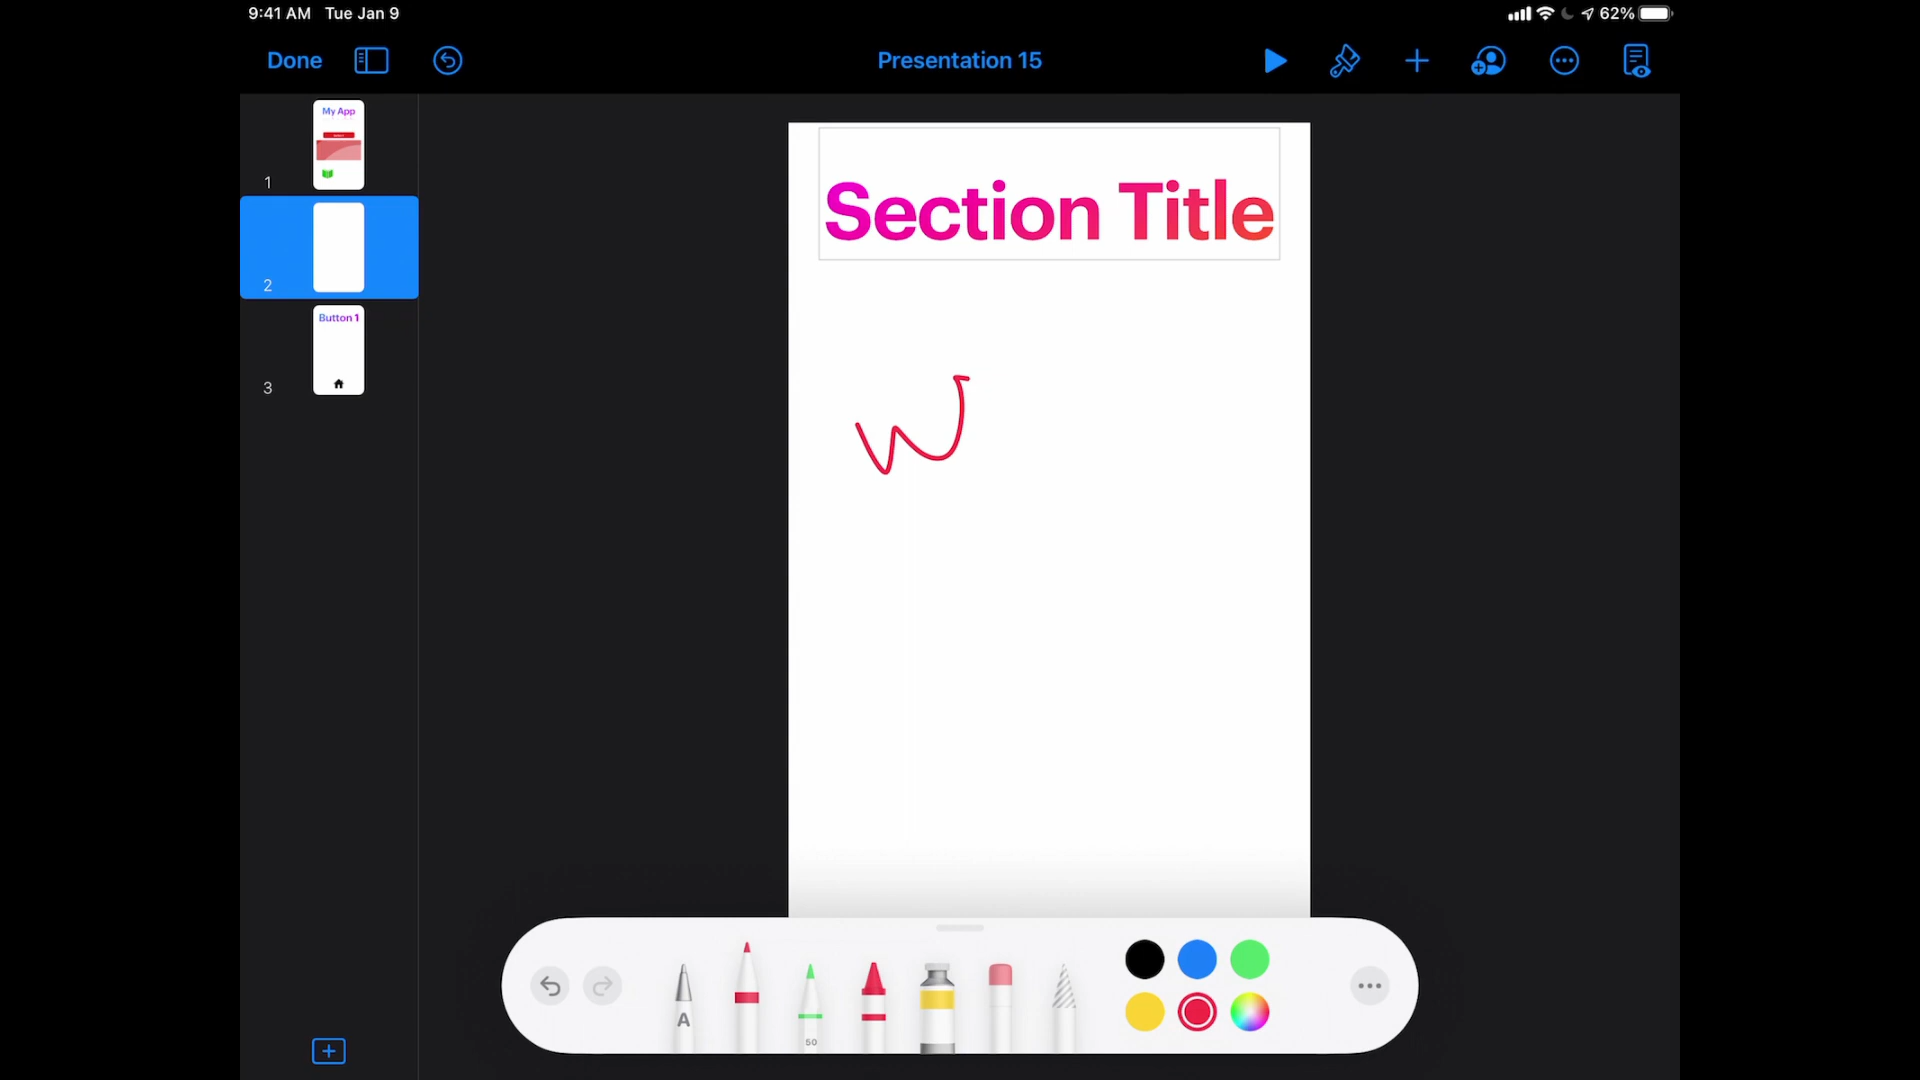 9:41 AM Tue Jan 9
62%
Done
Presentation 15
My App
1
2
Button 1
3
Section Title
w
A
50